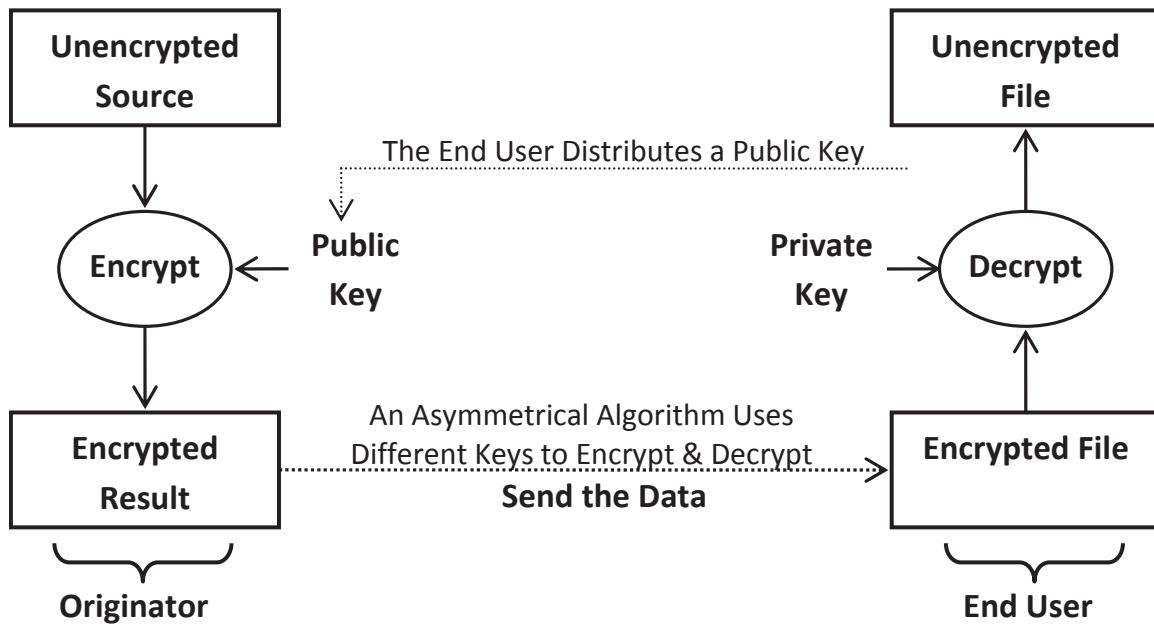 Unencrypted
Source
Unencrypted
File
The End User Distributes a Public Key
Encrypt
Public
Key
Private
Key
Decrypt
Encrypted
Result
An Asymmetrical Algorithm Uses
Different Keys to Encrypt & Decrypt
Send the Data
Encrypted File
Originator
End User